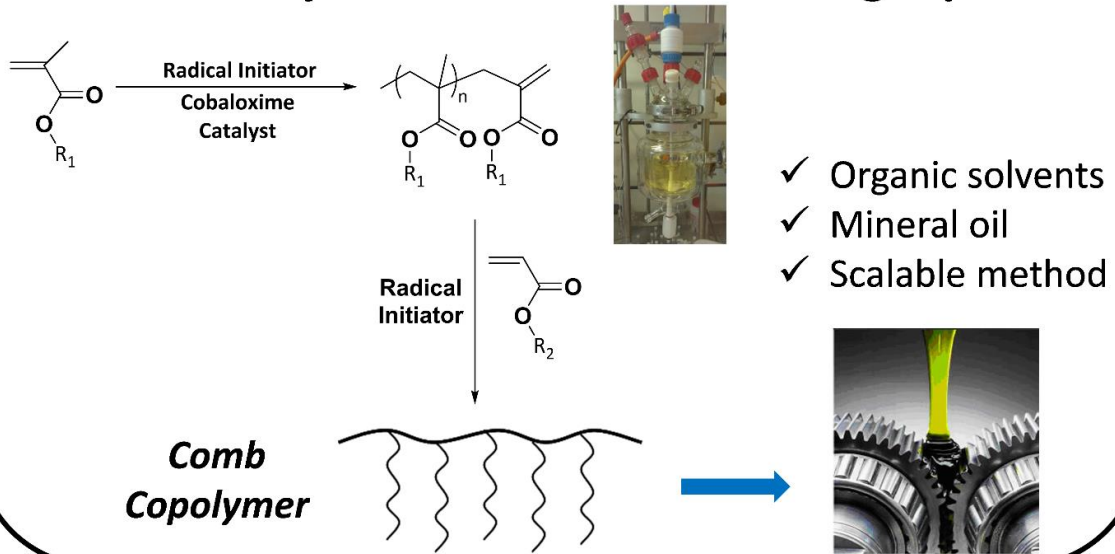 Radical Initiator
Cobaloxime
Catalyst
O
O
R₁
n
O
O
R₁
O
O
R₁
✓ Organic solvents
✓ Mineral oil
✓ Scalable method
Radical
Initiator
O
O
R₂
Comb
Copolymer